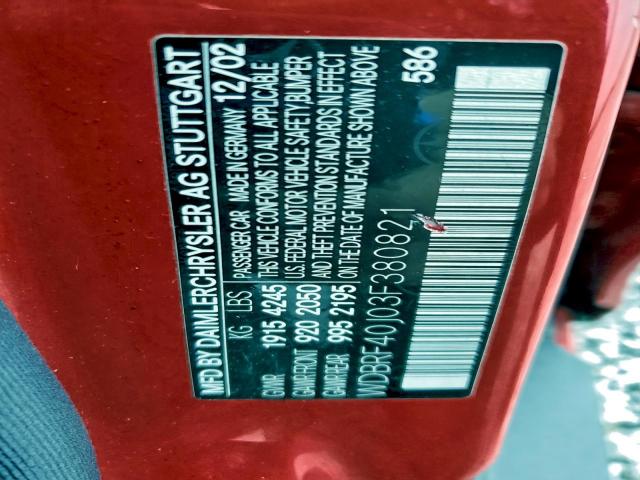 MFD BY DAIMLERCHRYSLER AG STUTTGART
KG · LBS PASSENGER CAR MADE IN GERMANY 12/02
GVWR 1915 4245 THIS VEHICLE CONFORMS TO ALL APPLICABLE
GAWR-FRONT 920 2050 U.S. FEDERAL MOTOR VEHICLE SAFETY, BUMPER
GAWR-REAR 995 2195 AND THEFT PREVENTION STANDARDS IN EFFECT
ON THE DATE OF MANUFACTURE SHOWN ABOVE
WDBRF40J03F380821
586